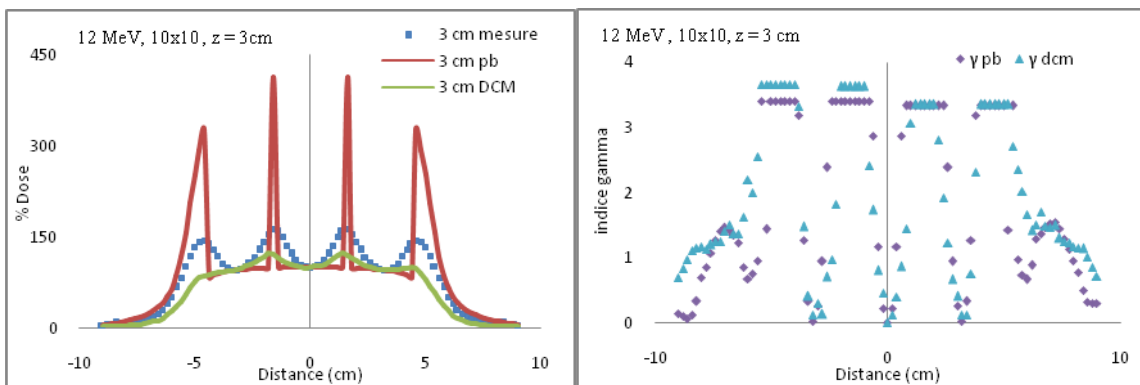 12 MeV, 10x10, z = 3cm
3 cm mesure
3 cm pb
3 cm DCM
% Dose
450
300
150
0
-10
-5
0
5
10
Distance (cm)
12 MeV, 10x10, z = 3 cm
γ pb
γ dcm
indice gamma
4
3
2
1
0
-10
0
10
Distance (cm)